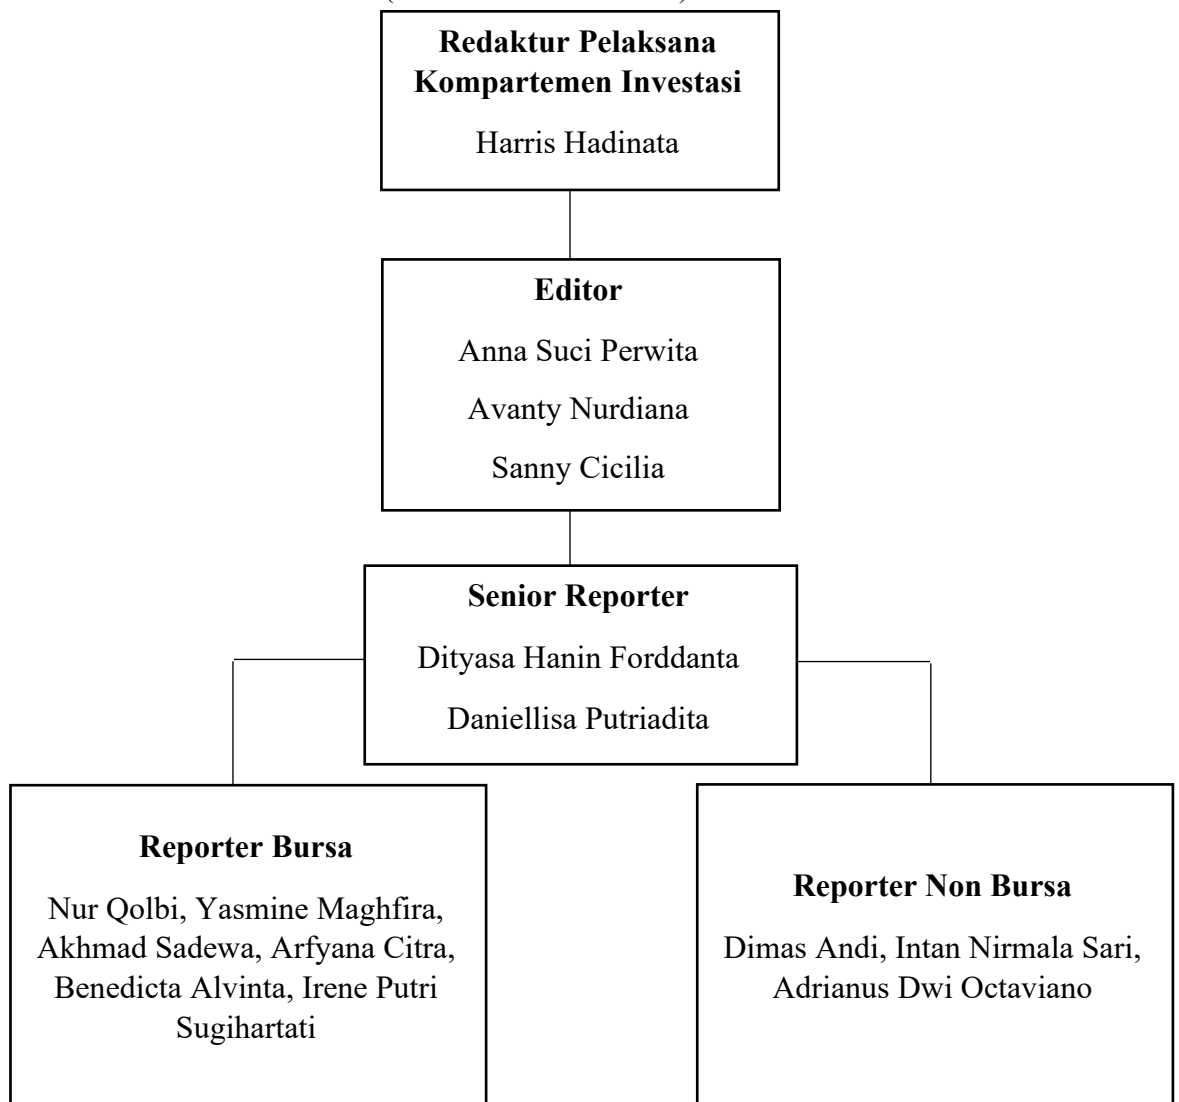 Redaktur Pelaksana
Kompartemen Investasi
Harris Hadinata
Editor
Anna Suci Perwita
Avanty Nurdiana
Sanny Cicilia
Senior Reporter
Dityasa Hanin Forddanta
Daniellisa Putriadita
Reporter Bursa
Nur Qolbi, Yasmine Maghfira,
Akhmad Sadewa, Arfyana Citra,
Benedicta Alvinta, Irene Putri
Sugihartati
Reporter Non Bursa
Dimas Andi, Intan Nirmala Sari,
Adrianus Dwi Octaviano